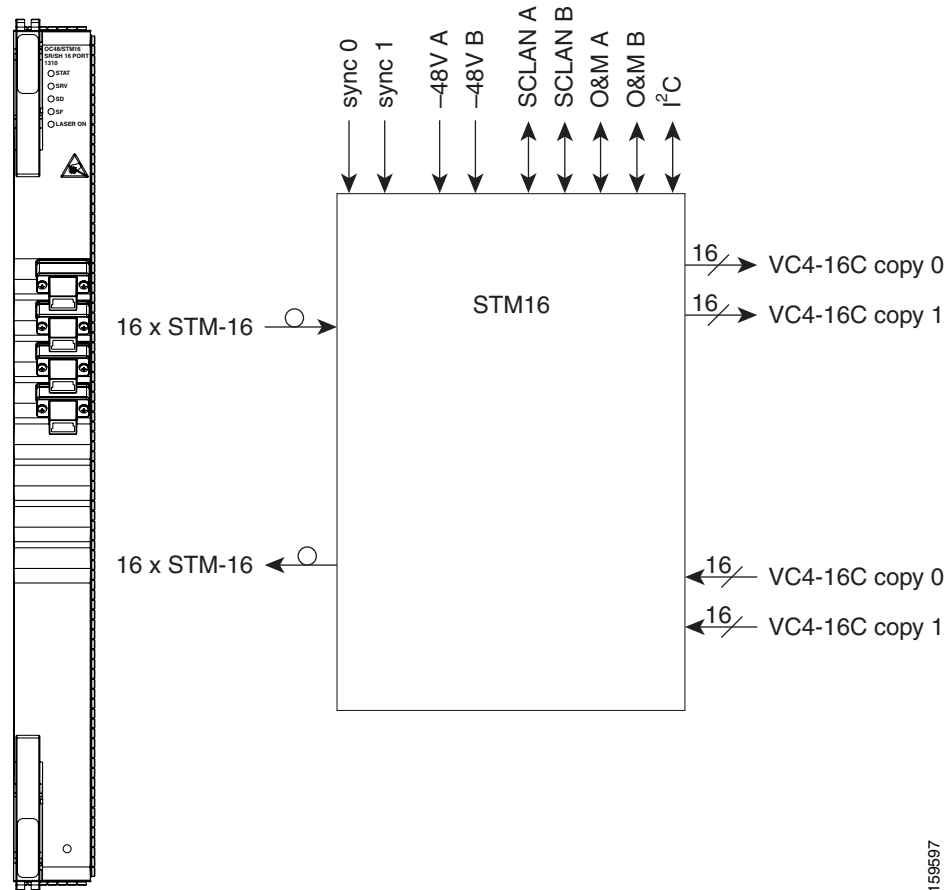 OC48/STM16
SR/SH 16 PORT
1310
STAT
SRV
SD
SF
LASER ON
sync 0
sync 1
–48V A
–48V B
SCLAN A
SCLAN B
O&M A
O&M B
I²C
STM16
16 x STM-16
16 x STM-16
16 VC4-16C copy 0
16 VC4-16C copy 1
16 VC4-16C copy 0
16 VC4-16C copy 1
159597